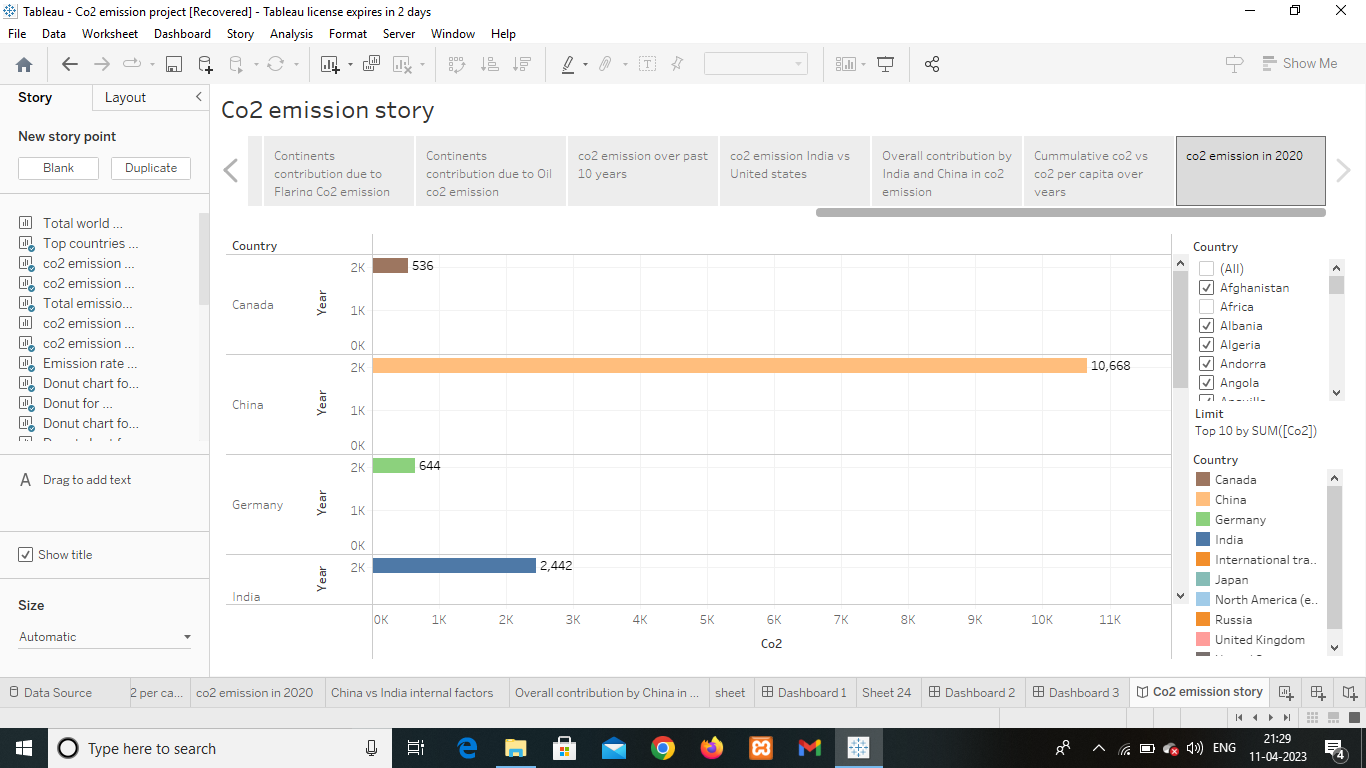 Tableau - Co2 emission project [Recovered] - Tableau license expires in 2 days
File Data Worksheet Dashboard Story Analysis Format Server Window Help
Show Me
Story Layout
New story point
Blank Duplicate
Total world ...
Top countries ...
co2 emission ...
co2 emission ...
Total emissio...
co2 emission ...
co2 emission ...
Emission rate ...
Donut chart fo...
Donut for ...
Donut chart fo...
A Drag to add text
Show title
Size
Automatic
Co2 emission story
Continents
contribution due to
Flaring Co2 emission
Continents
contribution due to Oil
co2 emission
co2 emission over past
10 years
co2 emission India vs
United states
Overall contribution by
India and China in co2
emission
Cummulative co2 vs
co2 per capita over
years
co2 emission in 2020
Country
Canada
Year
2K
1K
0K
536
China
Year
2K
1K
0K
10,668
Germany
Year
2K
1K
0K
644
India
Year
2K
2,442
0K 1K 2K 3K 4K 5K 6K 7K 8K 9K 10K 11K
Co2
Country
(All)
Afghanistan
Africa
Albania
Algeria
Andorra
Angola
Anguilla
Limit
Top 10 by SUM([Co2])
Country
Canada
China
Germany
India
International tra..
Japan
North America (e..
Russia
United Kingdom
Data Source 2 per ca... co2 emission in 2020 China vs India internal factors Overall contribution by China in ... sheet Dashboard 1 Sheet 24 Dashboard 2 Dashboard 3 Co2 emission story
Type here to search
ENG
21:29
11-04-2023
4